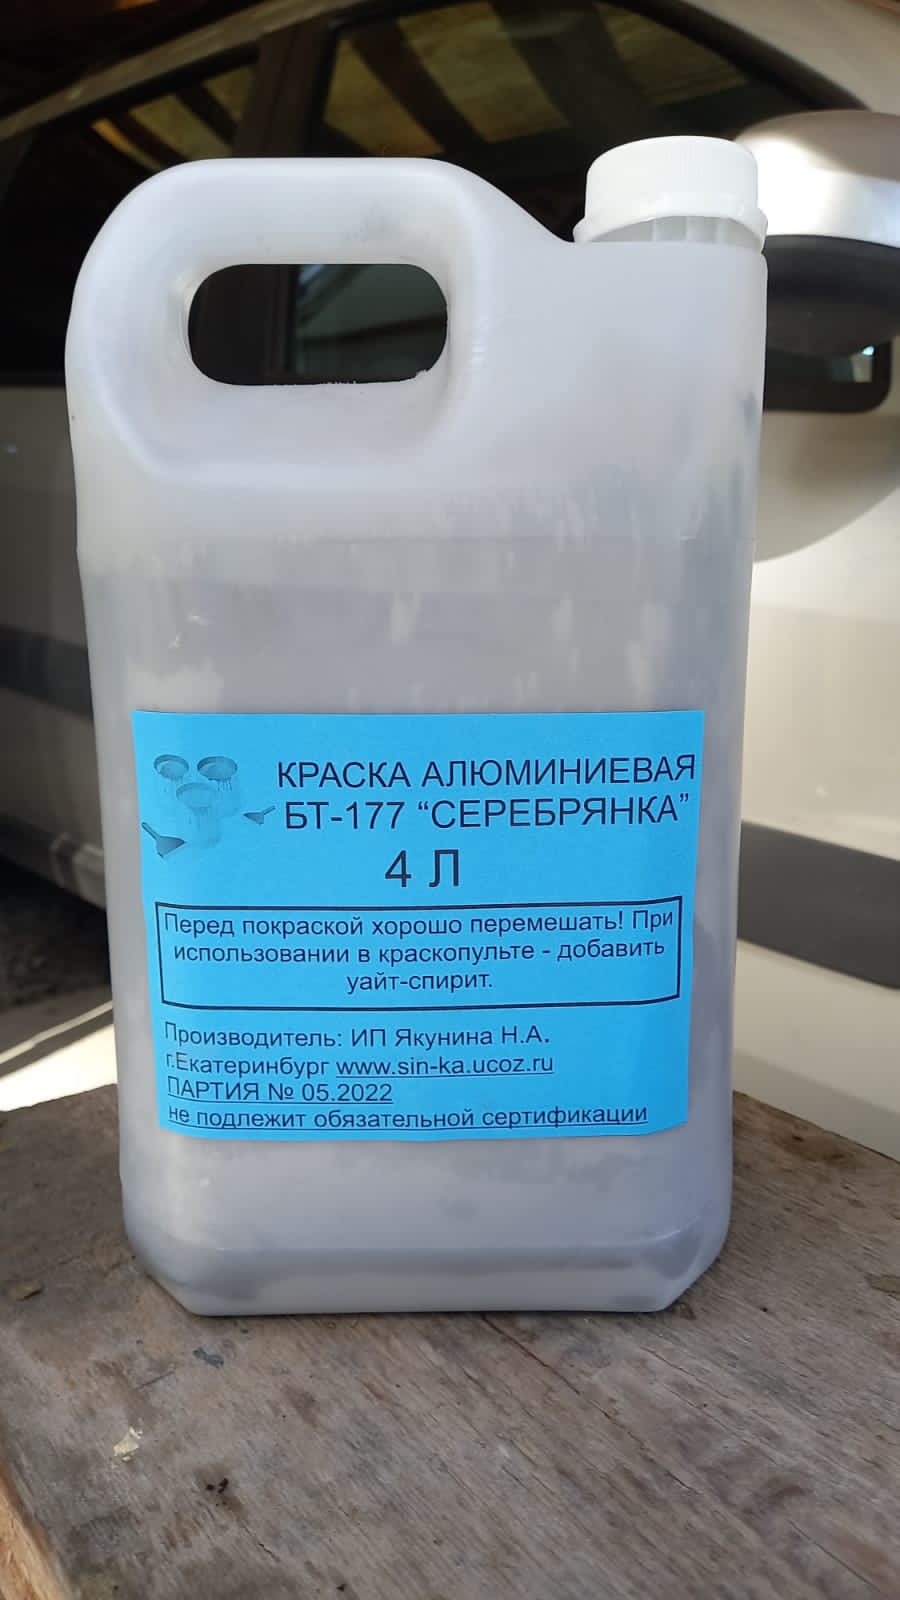 КРАСКА АЛЮМИНИЕВАЯ
БТ-177 “СЕРЕБРЯНКА”
4 Л
Перед покраской хорошо перемешать! При
использовании в краскопульте - добавить
уайт-спирит.
Производитель: ИП Якунина Н.А.
г.Екатеринбург www.sin-ka.ucoz.ru
ПАРТИЯ № 05.2022
не подлежит обязательной сертификации